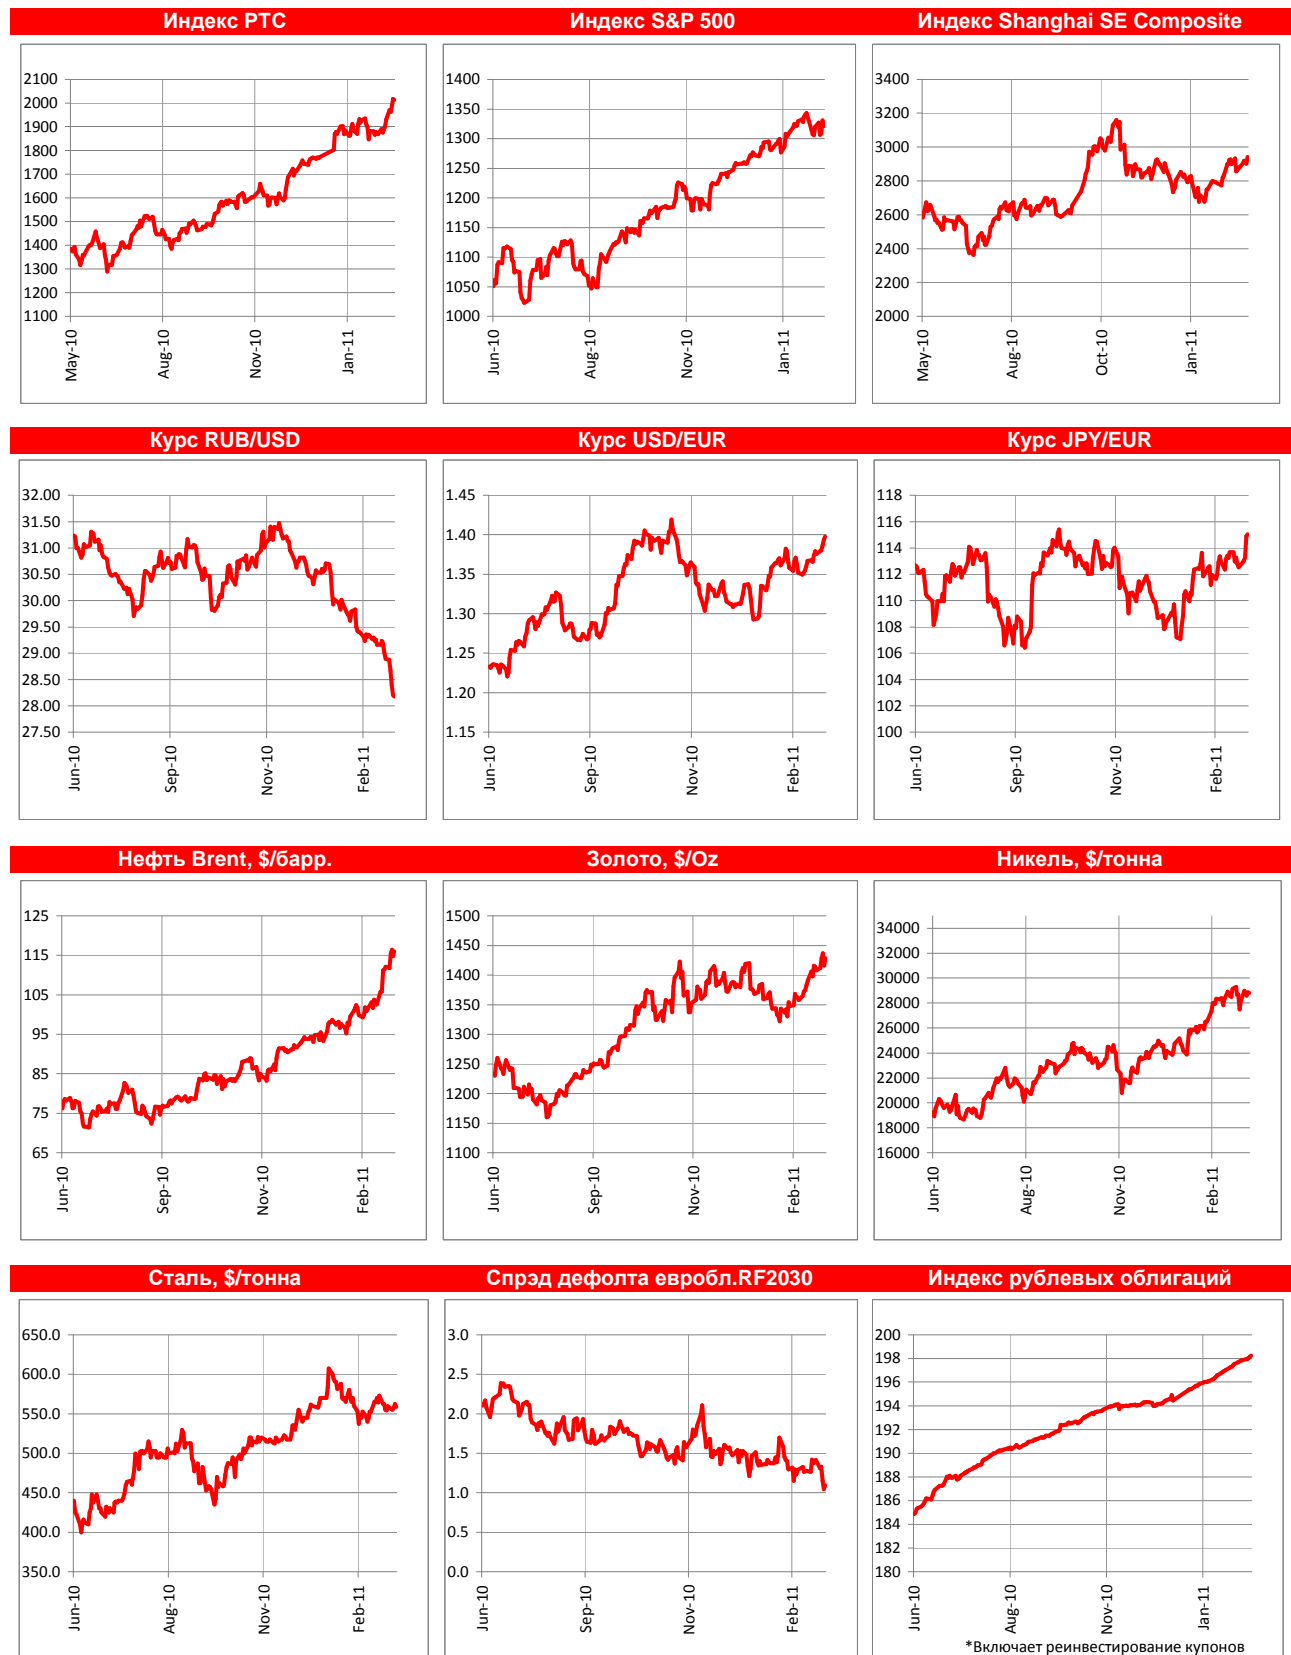 Индекс РТС
Индекс S&P 500
Индекс Shanghai SE Composite
2100
2000
1900
1800
1700
1600
1500
1400
1300
1200
1100
May-10
Aug-10
Nov-10
Jan-11
1400
1350
1300
1250
1200
1150
1100
1050
1000
Jun-10
Aug-10
Nov-10
Jan-11
3400
3200
3000
2800
2600
2400
2200
2000
May-10
Aug-10
Oct-10
Jan-11
Курс RUB/USD
Курс USD/EUR
Курс JPY/EUR
32.00
31.50
31.00
30.50
30.00
29.50
29.00
28.50
28.00
27.50
Jun-10
Sep-10
Nov-10
Feb-11
1.45
1.40
1.35
1.30
1.25
1.20
1.15
Jun-10
Sep-10
Nov-10
Feb-11
118
116
114
112
110
108
106
104
102
100
Jun-10
Sep-10
Nov-10
Feb-11
Нефть Brent, $/барр.
Золото, $/Oz
Никель, $/тонна
125
115
105
95
85
75
65
Jun-10
Sep-10
Nov-10
Feb-11
1500
1450
1400
1350
1300
1250
1200
1150
1100
Jun-10
Sep-10
Nov-10
Feb-11
34000
32000
30000
28000
26000
24000
22000
20000
18000
16000
Jun-10
Aug-10
Nov-10
Feb-11
Сталь, $/тонна
Спрэд дефолта евробл.RF2030
Индекс рублевых облигаций
650.0
600.0
550.0
500.0
450.0
400.0
350.0
Jun-10
Aug-10
Nov-10
Feb-11
3.0
2.5
2.0
1.5
1.0
0.5
0.0
Jun-10
Sep-10
Nov-10
Feb-11
200
198
196
194
192
190
188
186
184
182
180
Jun-10
Aug-10
Nov-10
Jan-11
*Включает реинвестирование купонов